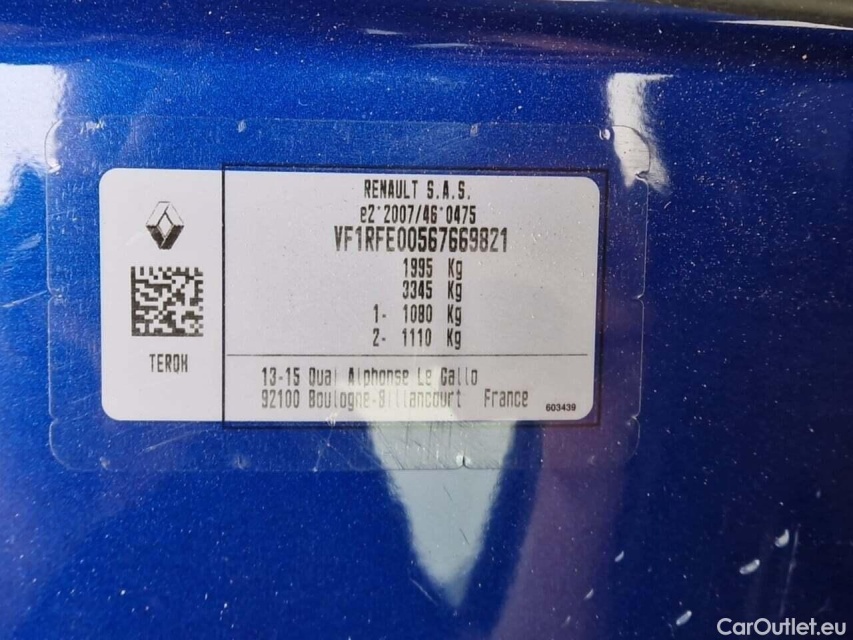 RENAULT S.A.S.
e2*2007/46*0475
VF1RFE00567669821
1995 Kg
3345 Kg
1- 1080 Kg
2- 1110 Kg
TEROH
13-15 Quai Alphonse Le Gallo
92100 Boulogne-Billancourt France
603439
CarOutlet.eu